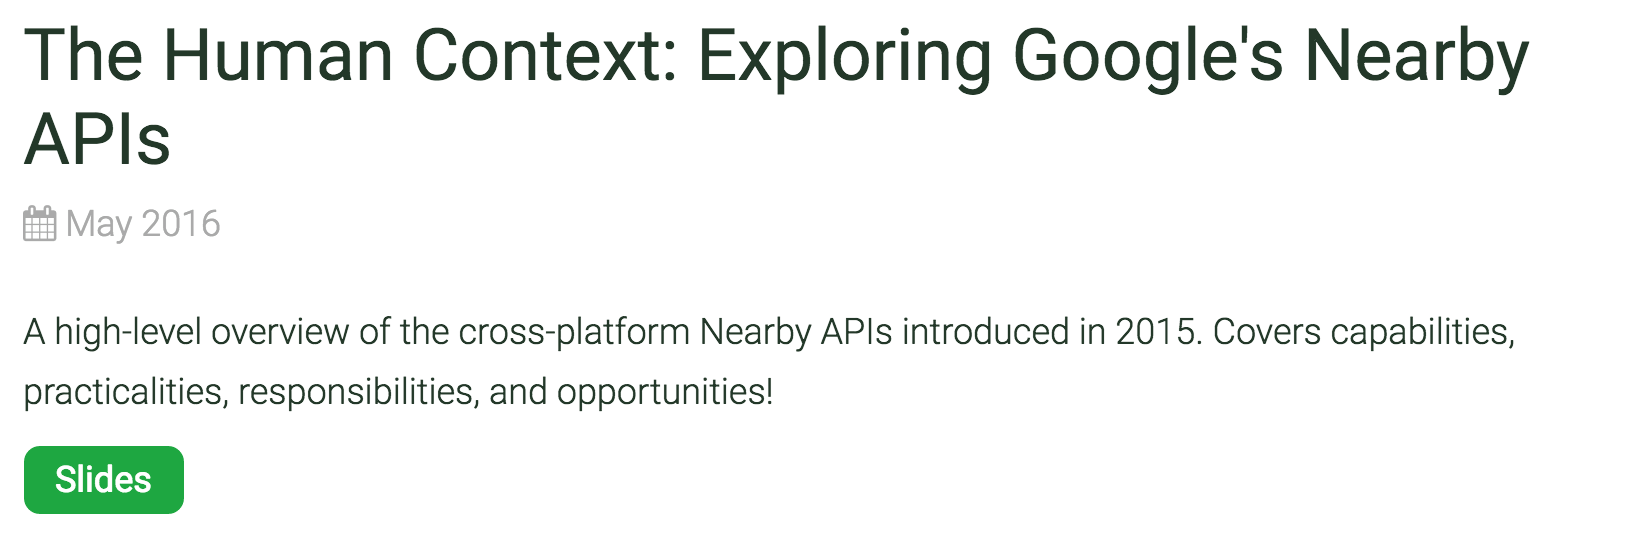 The Human Context: Exploring Google's Nearby
APIs
May 2016
A high-level overview of the cross-platform Nearby APIs introduced in 2015. Covers capabilities,
practicalities, responsibilities, and opportunities!
Slides